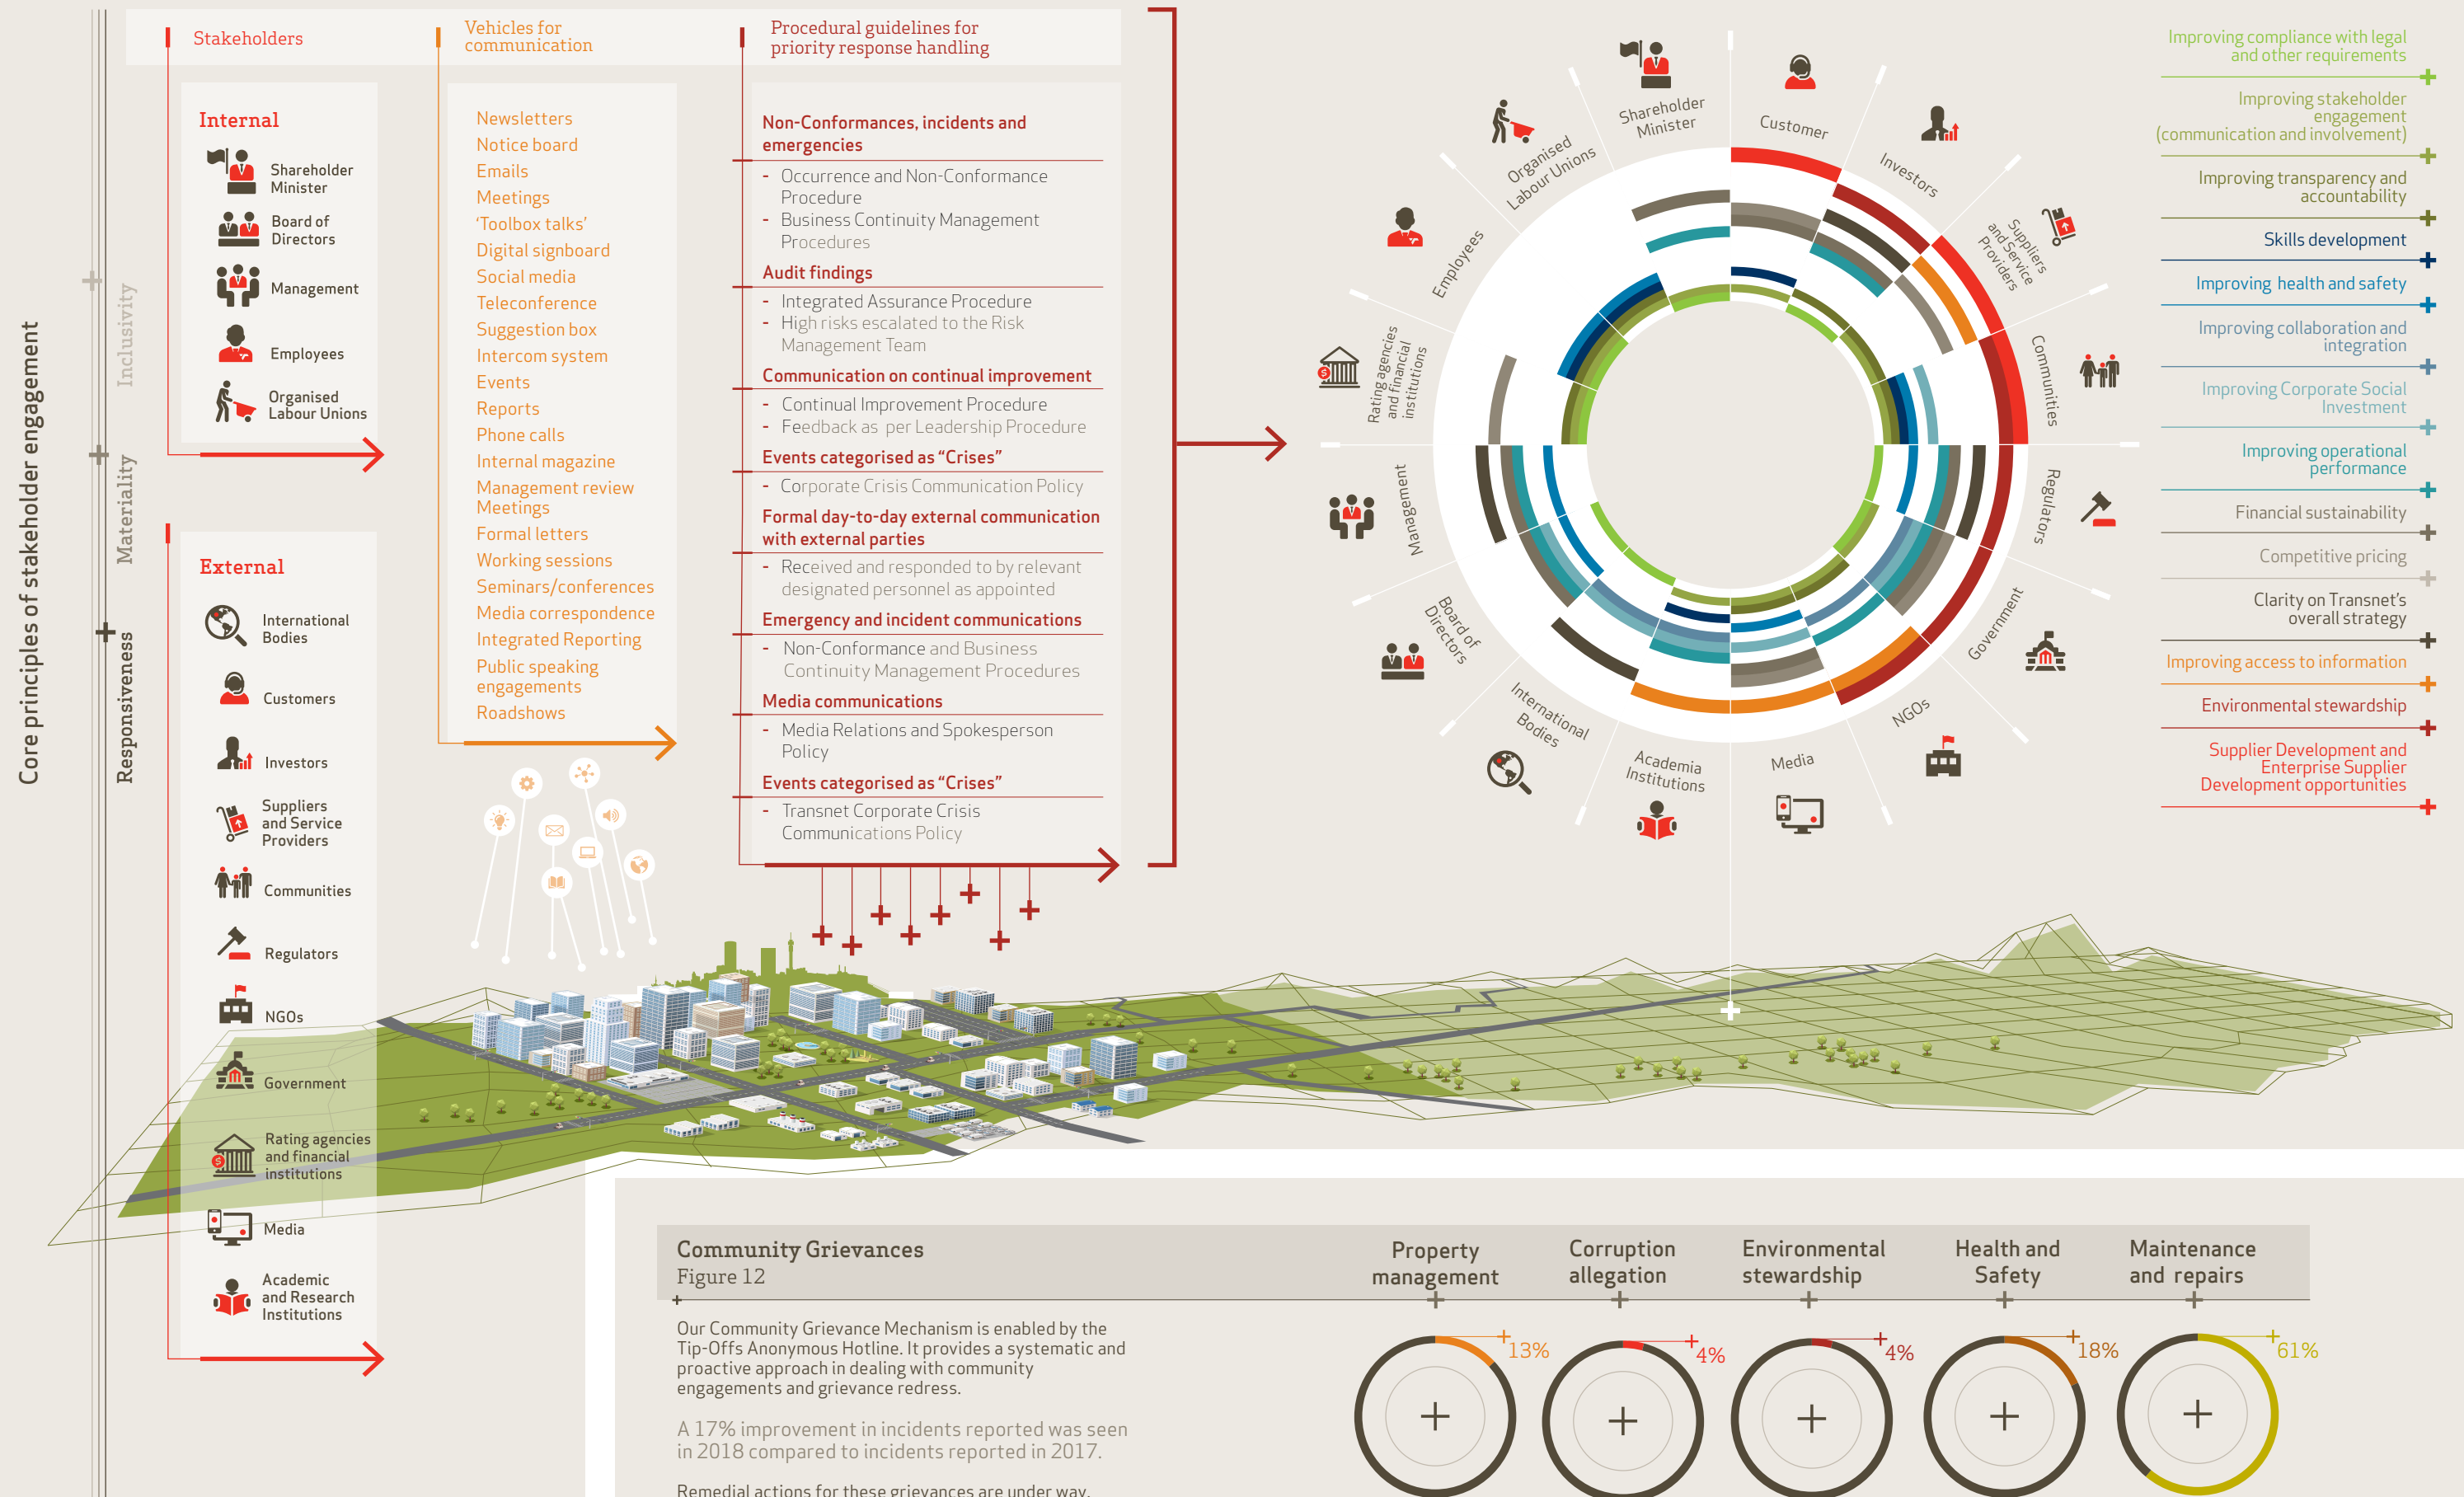 Core principles of stakeholder engagement
Inclusivity
Materiality
Responsiveness
Stakeholders
Internal
Shareholder
Minister
Board of
Directors
Management
Employees
Organised
Labour Unions
External
International
Bodies
Customers
Investors
Suppliers
and Service
Providers
Communities
Regulators
NGOs
Government
Rating agencies
and financial
institutions
Media
Academic
and Research
Institutions
Vehicles for
communication
Newsletters
Notice board
Emails
Meetings
‘Toolbox talks’
Digital signboard
Social media
Teleconference
Suggestion box
Intercom system
Events
Reports
Phone calls
Internal magazine
Management review
Meetings
Formal letters
Working sessions
Seminars/conferences
Media correspondence
Integrated Reporting
Public speaking
engagements
Roadshows
Procedural guidelines for
priority response handling
Non-Conformances, incidents and
emergencies
- Occurrence and Non-Conformance
Procedure
- Business Continuity Management
Procedures
Audit findings
- Integrated Assurance Procedure
- High risks escalated to the Risk
Management Team
Communication on continual improvement
- Continual Improvement Procedure
- Feedback as per Leadership Procedure
Events categorised as “Crises”
- Corporate Crisis Communication Policy
Formal day-to-day external communication
with external parties
- Received and responded to by relevant
designated personnel as appointed
Emergency and incident communications
- Non-Conformance and Business
Continuity Management Procedures
Media communications
- Media Relations and Spokesperson
Policy
Events categorised as “Crises”
- Transnet Corporate Crisis
Communications Policy
Shareholder
Minister
Customer
Investors
Suppliers
and Service
Providers
Communities
Regulators
Government
NGOs
Media
Academia
Institutions
International
Bodies
Board of
Directors
Management
Rating agencies
and financial
institutions
Employees
Organised
Labour Unions
Improving compliance with legal
and other requirements
Improving stakeholder
engagement
(communication and involvement)
Improving transparency and
accountability
Skills development
Improving health and safety
Improving collaboration and
integration
Improving Corporate Social
Investment
Improving operational
performance
Financial sustainability
Competitive pricing
Clarity on Transnet’s
overall strategy
Improving access to information
Environmental stewardship
Supplier Development and
Enterprise Supplier
Development opportunities
Community Grievances
Figure 12
Our Community Grievance Mechanism is enabled by the
Tip-Offs Anonymous Hotline. It provides a systematic and
proactive approach in dealing with community
engagements and grievance redress.
A 17% improvement in incidents reported was seen
in 2018 compared to incidents reported in 2017.
Remedial actions for these grievances are under way.
Property
management
13%
Corruption
allegation
4%
Environmental
stewardship
4%
Health and
Safety
18%
Maintenance
and repairs
61%